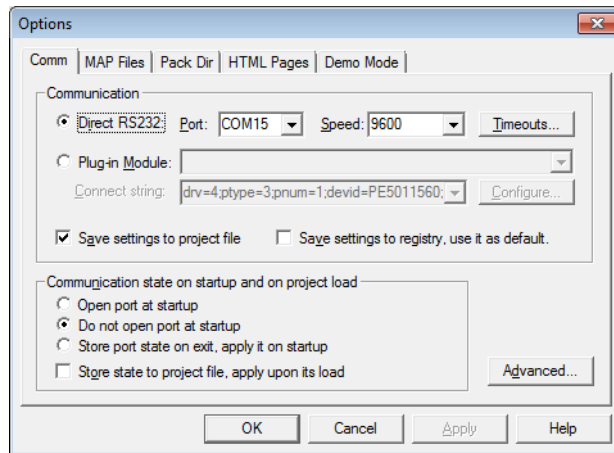 Options
Comm MAP Files Pack Dir HTML Pages Demo Mode
Communication
Direct RS232: Port: COM15 Speed: 9600 Timeouts...
Plug-in Module:
Connect string: drv=4;ptype=3;pnum=1;devid=PE5011560; Configure...
Save settings to project file Save settings to registry, use it as default.
Communication state on startup and on project load
Open port at startup
Do not open port at startup
Store port state on exit, apply it on startup
Store state to project file, apply upon its load Advanced...
OK Cancel Apply Help